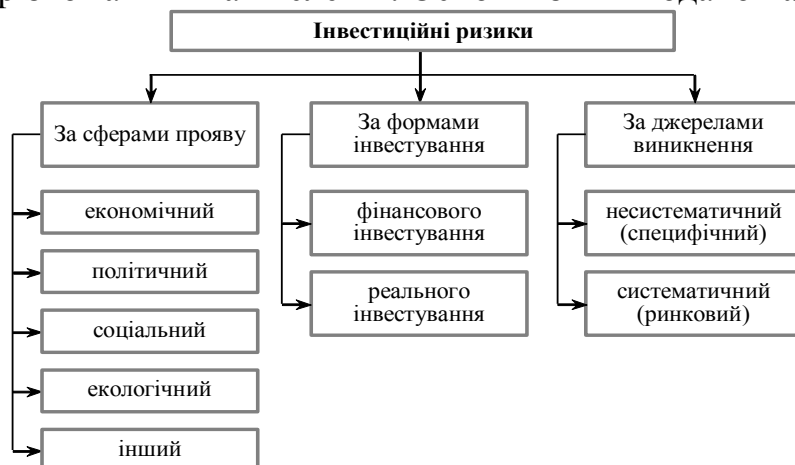 Інвестиційні ризики
За сферами прояву
економічний
політичний
соціальний
екологічний
інший
За формами
інвестування
фінансового
інвестування
реального
інвестування
За джерелами
виникнення
несистематичний
(специфічний)
систематичний
(ринковий)